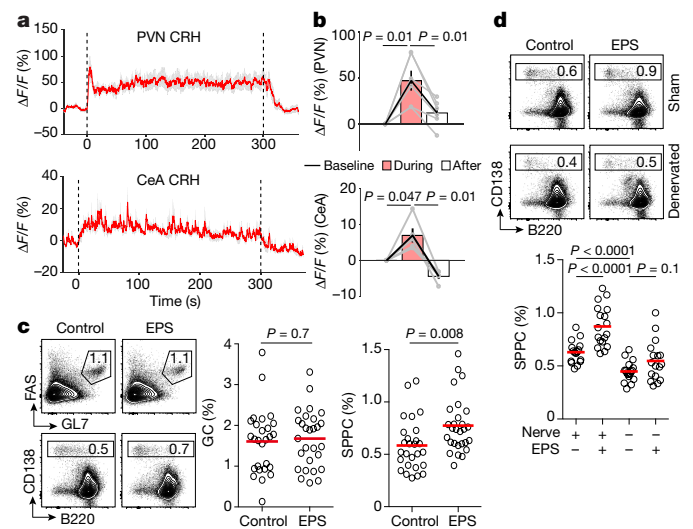 a
PVN CRH
ΔF/F (%)
150
100
50
0
−50
0 100 200 300
CeA CRH
ΔF/F (%)
40
20
0
−20
0 100 200 300
Time (s)
b
P = 0.01 P = 0.01
ΔF/F (%) (PVN)
100
50
0
Baseline During After
P = 0.047 P = 0.01
ΔF/F (%) (CeA)
20
10
0
−10
c
Control EPS
1.1 1.1
FAS
GL7
0.5 0.7
CD138
B220
P = 0.7
GC (%)
4
3
2
1
0
Control EPS
P = 0.008
SPPC (%)
1.5
1.0
0.5
0
Control EPS
d
Control EPS
0.6 0.9
Sham
0.4 0.5
Denervated
CD138
B220
P < 0.0001
P < 0.0001 P = 0.1
SPPC (%)
1.5
1.0
0.5
0
Nerve + + − −
EPS − + − +